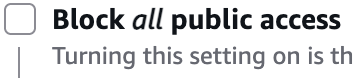 Block all public access
Turning this setting on is th